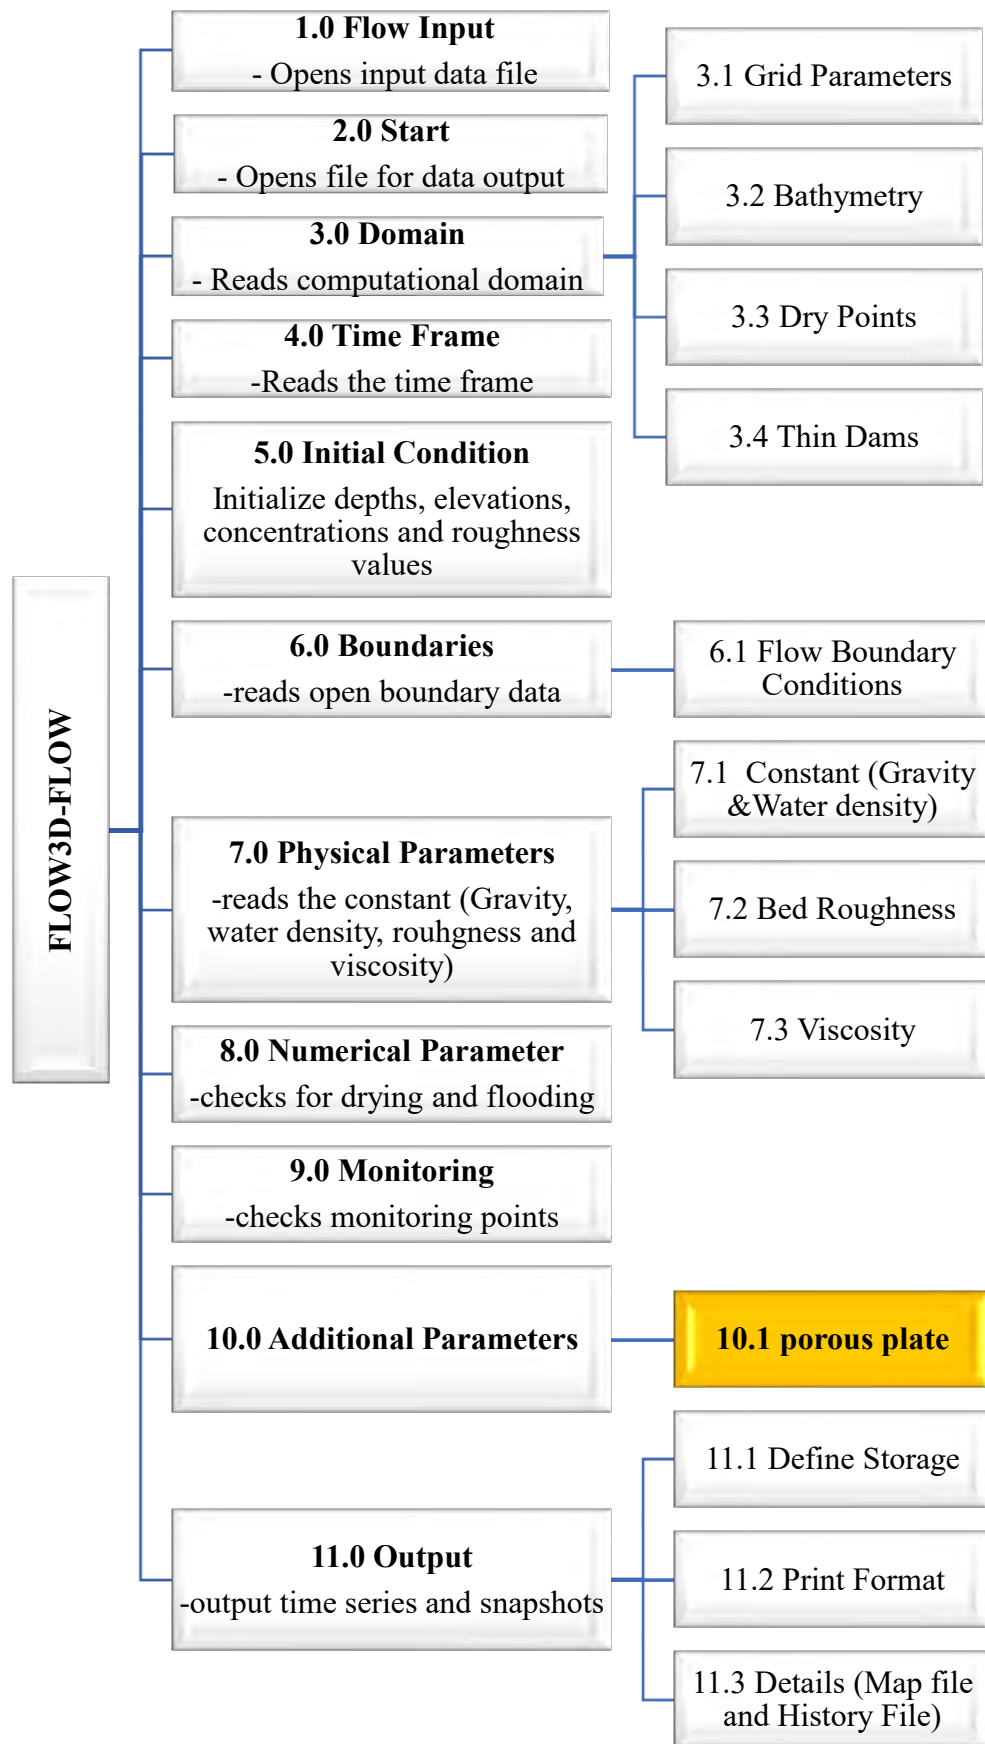 FLOW3D-FLOW
1.0 Flow Input
- Opens input data file
2.0 Start
- Opens file for data output
3.0 Domain
- Reads computational domain
3.1 Grid Parameters
3.2 Bathymetry
3.3 Dry Points
3.4 Thin Dams
4.0 Time Frame
-Reads the time frame
5.0 Initial Condition
Initialize depths, elevations,
concentrations and roughness
values
6.0 Boundaries
-reads open boundary data
6.1 Flow Boundary
Conditions
7.0 Physical Parameters
-reads the constant (Gravity,
water density, rouhgness and
viscosity)
7.1 Constant (Gravity
&Water density)
7.2 Bed Roughness
7.3 Viscosity
8.0 Numerical Parameter
-checks for drying and flooding
9.0 Monitoring
-checks monitoring points
10.0 Additional Parameters
10.1 porous plate
11.0 Output
-output time series and snapshots
11.1 Define Storage
11.2 Print Format
11.3 Details (Map file
and History File)